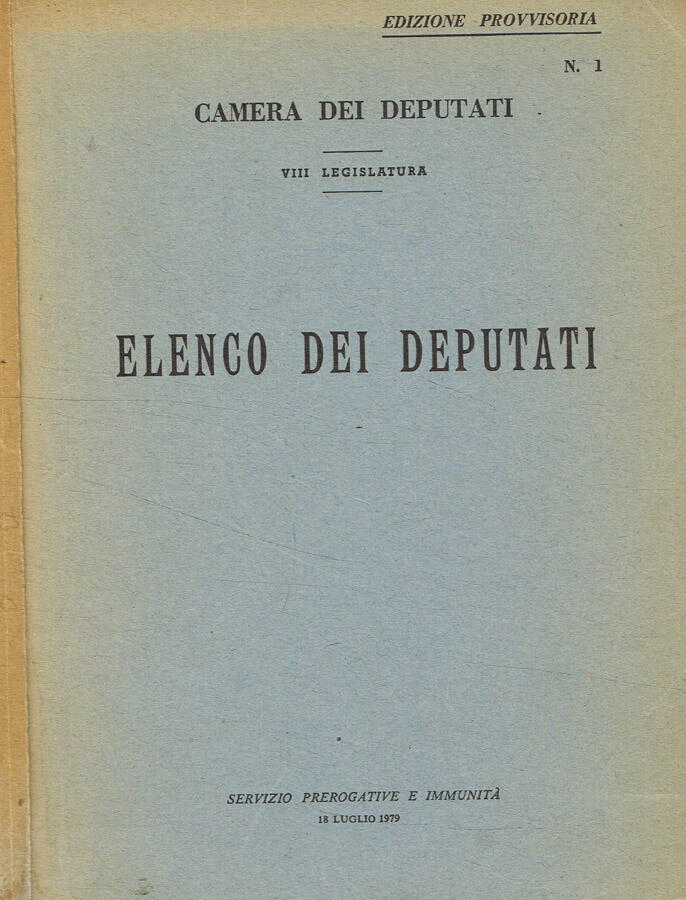 EDIZIONE PROVVISORIA
N. 1
CAMERA DEI DEPUTATI
VIII LEGISLATURA
ELENCO DEI DEPUTATI
SERVIZIO PREROGATIVE E IMMUNITÀ
18 LUGLIO 1979